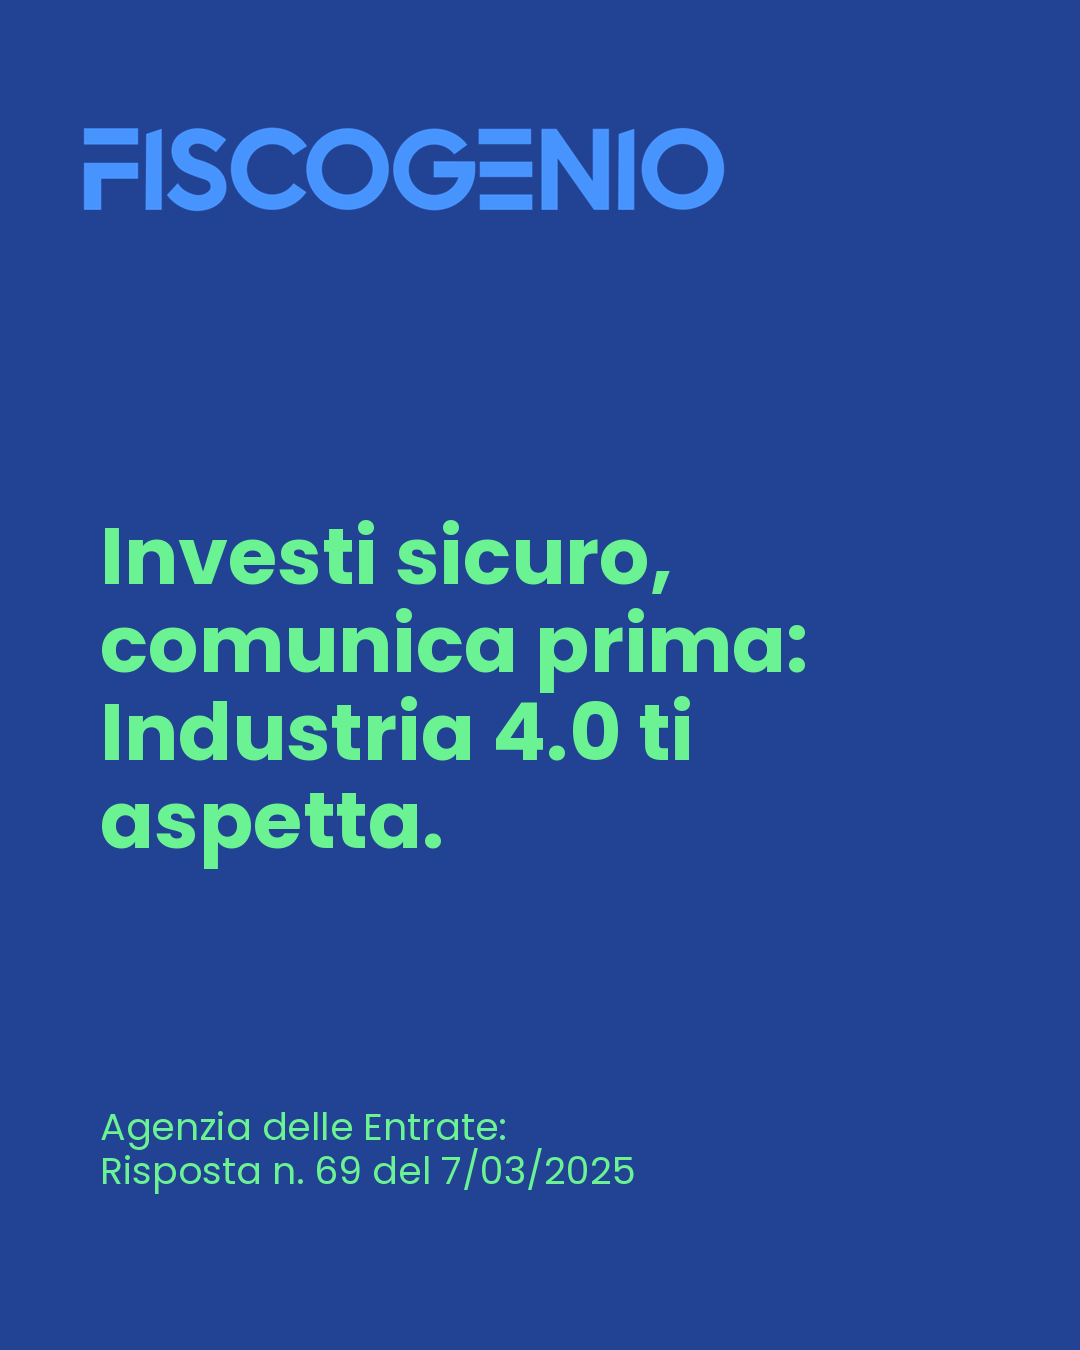 FISCOGENIO
Investi sicuro,
comunica prima:
Industria 4.0 ti
aspetta.
Agenzia delle Entrate:
Risposta n. 69 del 7/03/2025